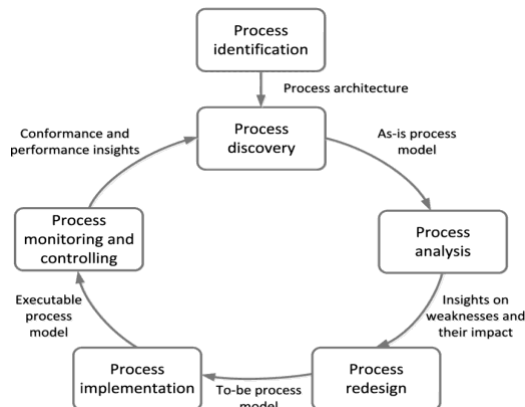 Process
identification
Process architecture
Process
discovery
Conformance and
performance insights
As-is process
model
Process
monitoring and
controlling
Process
analysis
Executable
process
model
Insights on
weaknesses and
their impact
Process
implementation
Process
redesign
To-be process
model